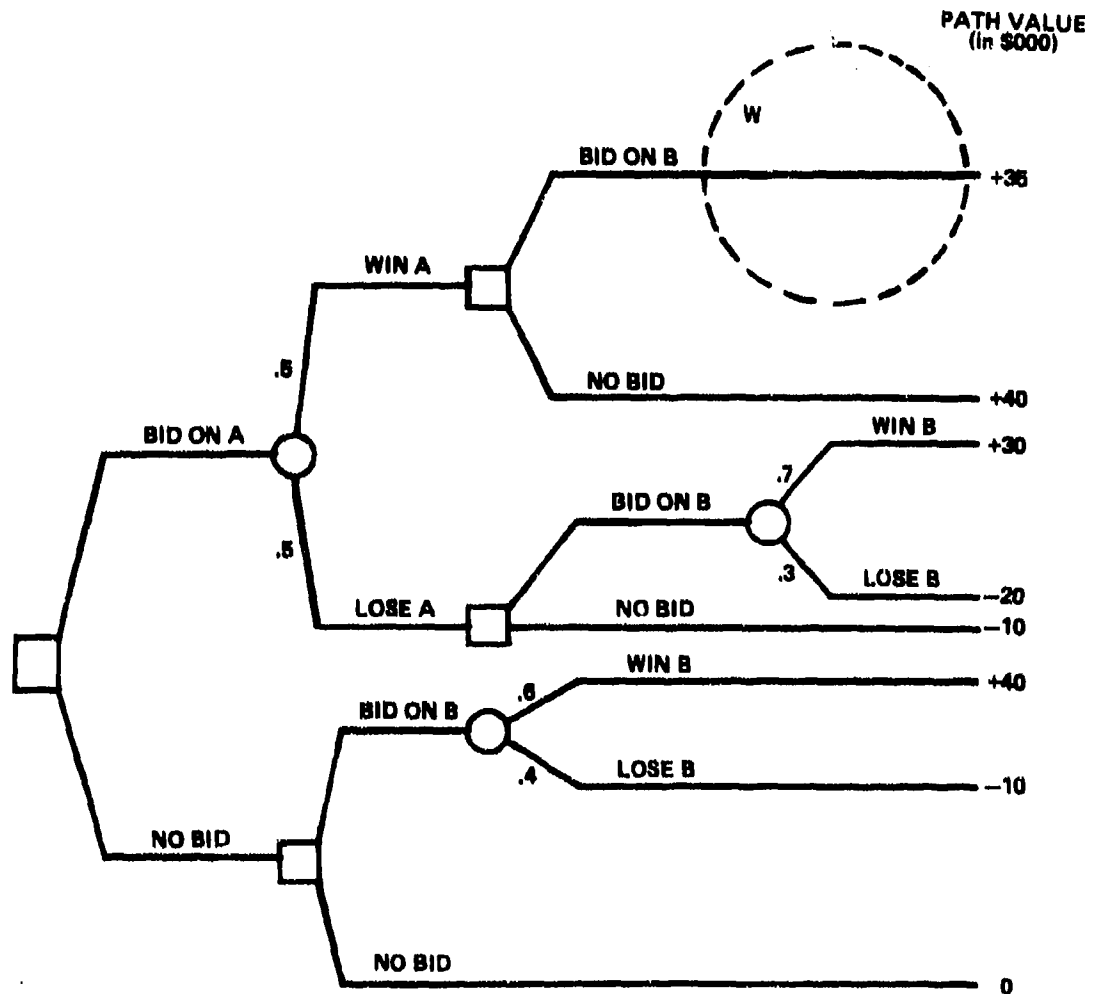 PATH VALUE
(in $000)
W
BID ON B
+35
WIN A
.5
NO BID
+40
WIN B
+30
BID ON A
.7
BID ON B
.5
.3
LOSE B
-20
LOSE A
NO BID
-10
WIN B
+40
.6
BID ON B
.4
LOSE B
-10
NO BID
NO BID
0